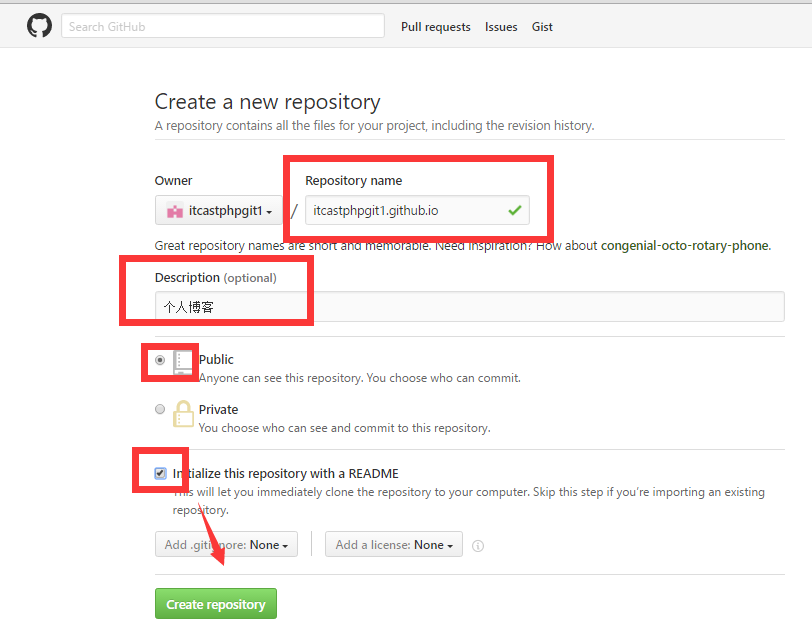 Search GitHub Pull requests Issues Gist
Create a new repository
A repository contains all the files for your project, including the revision history.
Owner Repository name
itcastphpgit1 / itcastphpgit1.github.io
Great repository names are short and memorable. Need inspiration? How about congenial-octo-rotary-phone.
Description (optional)
个人博客
Public
Anyone can see this repository. You choose who can commit.
Private
You choose who can see and commit to this repository.
Initialize this repository with a README
This will let you immediately clone the repository to your computer. Skip this step if you’re importing an existing
repository.
Add .gitignore: None Add a license: None
Create repository